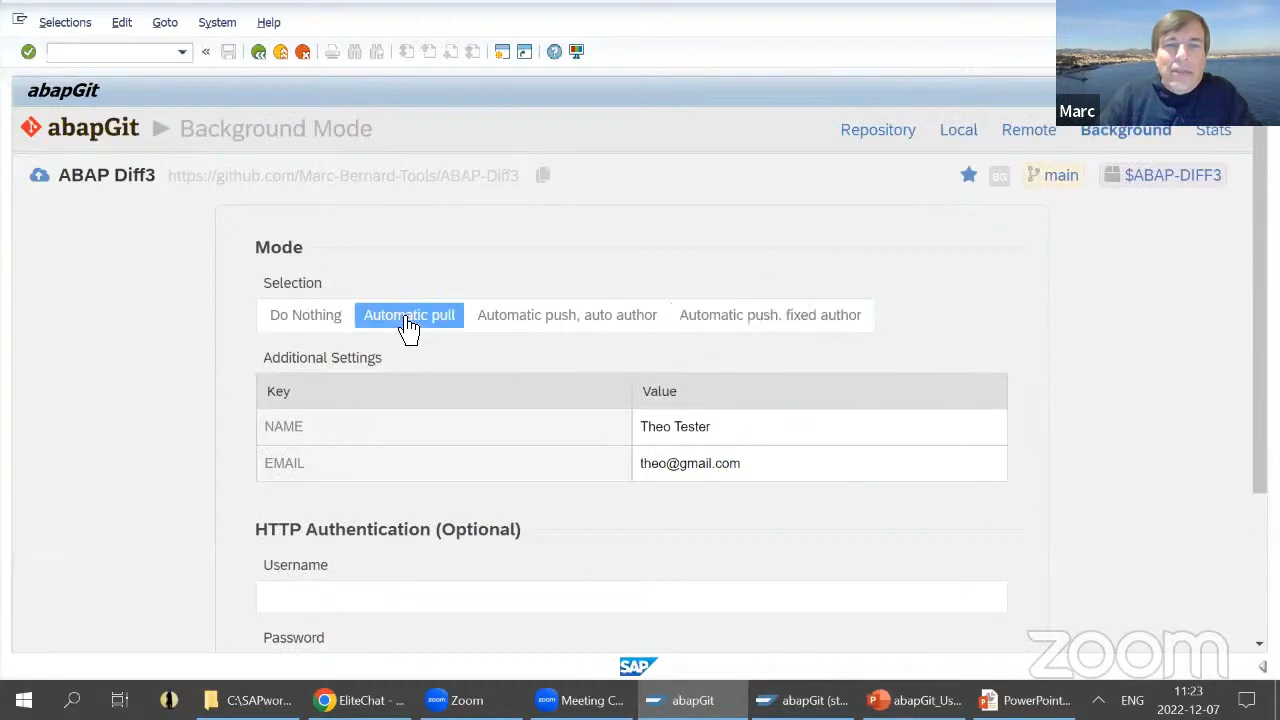 Selections Edit Goto System Help
abapGit
abapGit Background Mode Repository Local Remote Background Stats
Marc
ABAP Diff3 https://github.com/Marc-Bernard-Tools/ABAP-Diff3 BG main $ABAP-DIFF3
Mode
Selection
Do Nothing Automatic pull Automatic push, auto author Automatic push. fixed author
Additional Settings
Key Value
NAME Theo Tester
EMAIL theo@gmail.com
HTTP Authentication (Optional)
Username
Password
zoom
SAP
C:\SAPwor... EliteChat - ... Zoom Meeting C... abapGit abapGit (st... abapGit_Us... PowerPoint... ENG 11:23
2022-12-07